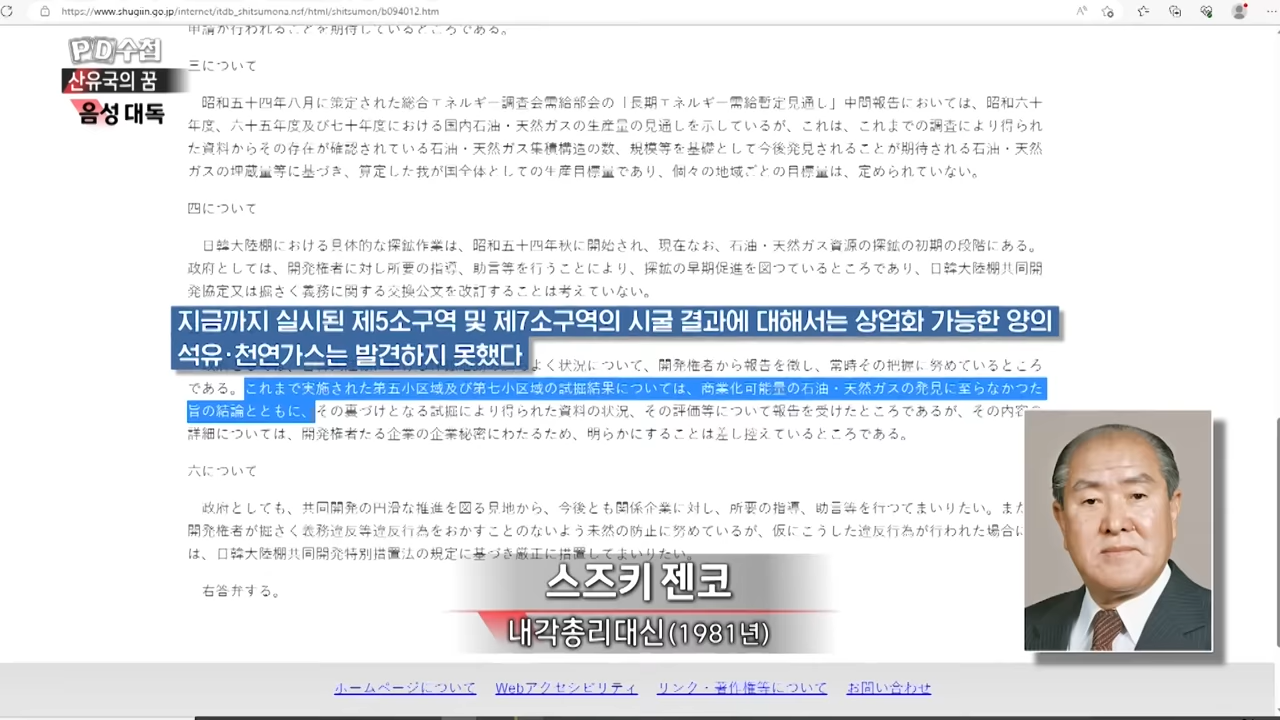 https://www.shugiin.go.jp/internet/itdb_shitsumona.nsf/html/shitsumon/b094012.htm
申請が行われることを期待しているところである。
PD수첩
산유국의 꿈
음성 대독
三について
昭和五十四年八月に策定された総合エネルギー調査会需給部会の「長期エネルギー需給暫定見通し」中間報告においては、昭和六十
年度、六十五年度及び七十年度における国内石油・天然ガスの生産量の見通しを示しているが、これは、これまでの調査により得られ
た資料からその存在が確認されている石油・天然ガス集積構造の数、規模等を基礎として今後発見されることが期待される石油・天然
ガスの埋蔵量等に基づき、算定した我が国全体としての生産目標量であり、個々の地域ごとの目標量は、定められていない。
四について
日韓大陸棚における具体的な探鉱作業は、昭和五十四年秋に開始され、現在なお、石油・天然ガス資源の探鉱の初期の段階にある。
政府としては、開発権者に対し所要の指導、助言等を行うことにより、探鉱の早期促進を図つているところであり、日韓大陸棚共同開
発協定又は掘さく義務に関する交換公文を改訂することは考えていない。
지금까지 실시된 제5소구역 및 제7소구역의 시굴 결과에 대해서는 상업화 가능한 양의
석유·천연가스는 발견하지 못했다
よく状況について、開発権者から報告を徴し、常時その把握に努めているところ
である。これまで実施された第五小区域及び第七小区域の試掘結果については、商業化可能量の石油・天然ガスの発見に至らなかつた
旨の結論とともに、その裏づけとなる試掘により得られた資料の状況、その評価等について報告を受けたところであるが、その内容の
詳細については、開発権者たる企業の企業秘密にわたるため、明らかにすることは差し控えているところである。
六について
政府としても、共同開発の円滑な推進を図る見地から、今後とも関係企業に対し、所要の指導、助言等を行つてまいりたい。また
開発権者が掘さく義務違反等違反行為をおかすことのないよう未然の防止に努めているが、仮にこうした違反行為が行われた場合に
は、日韓大陸棚共同開発特別措置法の規定に基づき厳正に措置してまいりたい。
右答弁する。
스즈키 젠코
내각총리대신(1981년)
ホームページについて Webアクセシビリティ リンク・著作権等について お問い合わせ